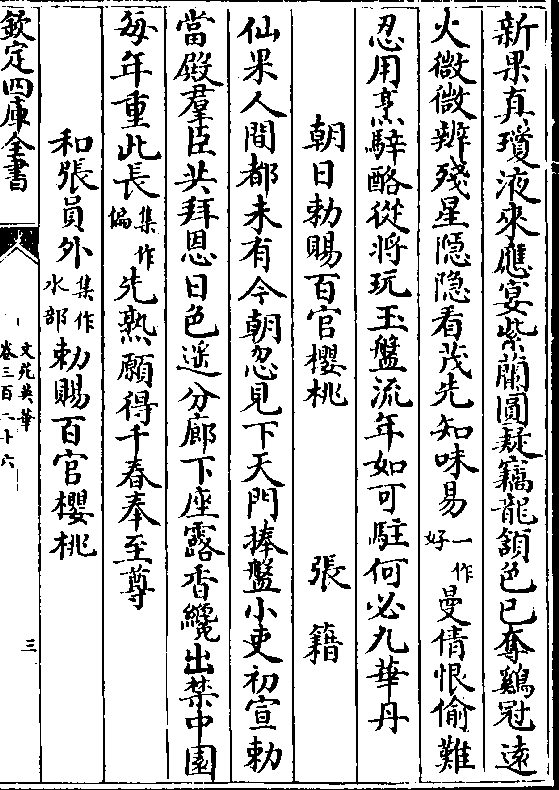 新果真瓊液來應宴紫蘭圓疑竊龍頷色已奪鷄冠遠
火微微辨殘星隱隱看茂先知味易一作好曼倩恨偷難
忍用烹騂酪從將玩玉盤流年如可駐何必九華丹
朝日勅賜百官櫻桃 張籍
仙果人間都未有今朝忽見下天門捧盤小吏初宣勅
當殿羣臣共拜恩日色遥分廊下座露香纔出禁中園
每年重此長集作偏先熟願得千春奉至尊
和張員外集作水部勅賜百官櫻桃
欽定四庫全書
文苑英華
卷三百二十六
三